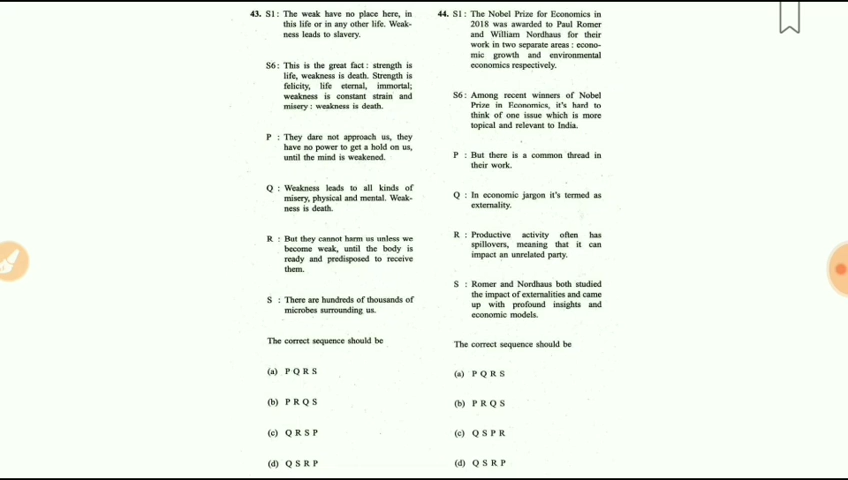 43. S1 : The weak have no place here, in
this life or in any other life. Weak-
ness leads to slavery.
S6 : This is the great fact : strength is
life, weakness is death. Strength is
felicity, life eternal, immortal;
weakness is constant strain and
misery : weakness is death.
P : They dare not approach us, they
have no power to get a hold on us,
until the mind is weakened.
Q : Weakness leads to all kinds of
misery, physical and mental. Weak-
ness is death.
R : But they cannot harm us unless we
become weak, until the body is
ready and predisposed to receive
them.
S : There are hundreds of thousands of
microbes surrounding us.
The correct sequence should be
(a) P Q R S
(b) P R Q S
(c) Q R S P
(d) Q S R P
44. S1 : The Nobel Prize for Economics in
2018 was awarded to Paul Romer
and William Nordhaus for their
work in two separate areas : econo-
mic growth and environmental
economics respectively.
S6 : Among recent winners of Nobel
Prize in Economics, it's hard to
think of one issue which is more
topical and relevant to India.
P : But there is a common thread in
their work.
Q : In economic jargon it's termed as
externality.
R : Productive activity often has
spillovers, meaning that it can
impact an unrelated party.
S : Romer and Nordhaus both studied
the impact of externalities and came
up with profound insights and
economic models.
The correct sequence should be
(a) P Q R S
(b) P R Q S
(c) Q S P R
(d) Q S R P